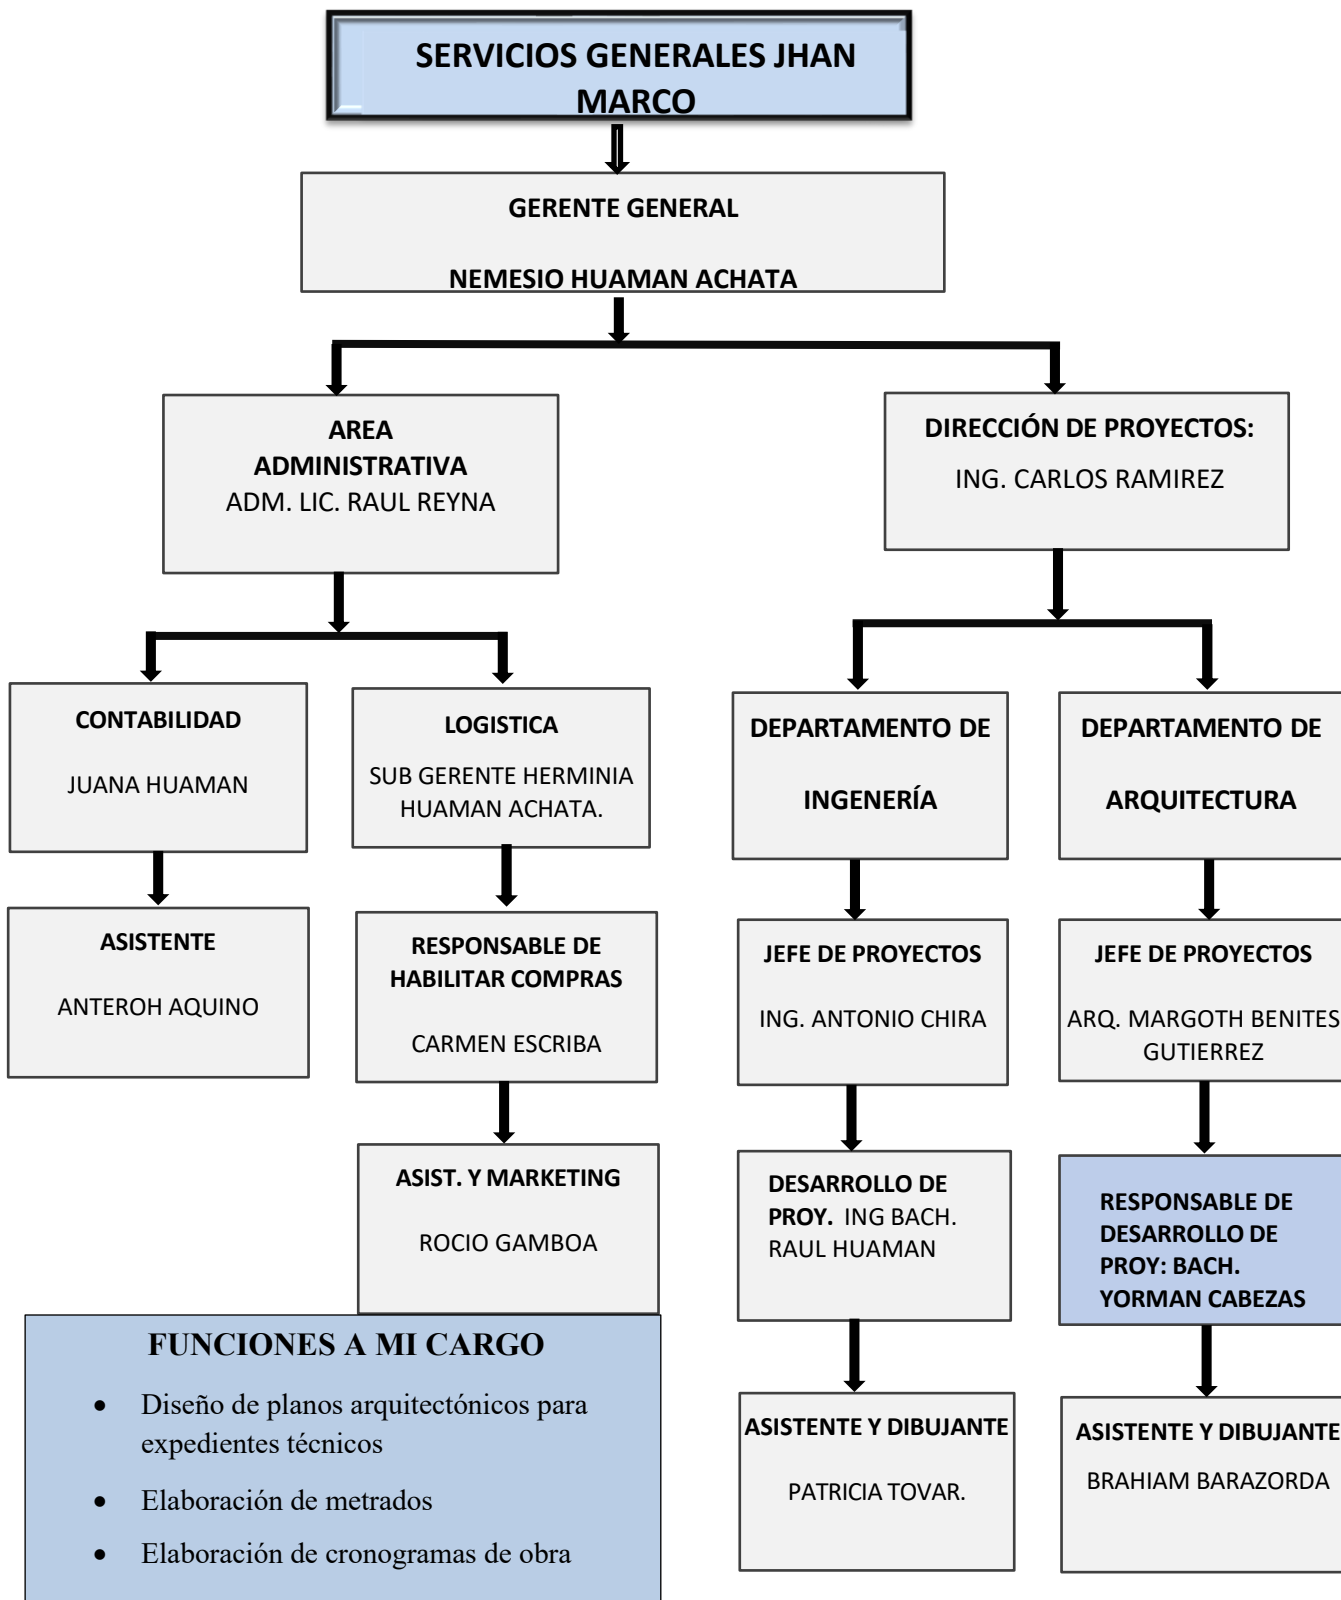 SERVICIOS GENERALES JHAN
MARCO
GERENTE GENERAL
NEMESIO HUAMAN ACHATA
AREA
ADMINISTRATIVA
ADM. LIC. RAUL REYNA
DIRECCIÓN DE PROYECTOS:
ING. CARLOS RAMIREZ
CONTABILIDAD
JUANA HUAMAN
LOGISTICA
SUB GERENTE HERMINIA
HUAMAN ACHATA.
DEPARTAMENTO DE
INGENERÍA
DEPARTAMENTO DE
ARQUITECTURA
ASISTENTE
ANTEROH AQUINO
RESPONSABLE DE
HABILITAR COMPRAS
CARMEN ESCRIBA
JEFE DE PROYECTOS
ING. ANTONIO CHIRA
JEFE DE PROYECTOS
ARQ. MARGOTH BENITES
GUTIERREZ
ASIST. Y MARKETING
ROCIO GAMBOA
DESARROLLO DE
PROY. ING BACH.
RAUL HUAMAN
RESPONSABLE DE
DESARROLLO DE
PROY: BACH.
YORMAN CABEZAS
FUNCIONES A MI CARGO
• Diseño de planos arquitectónicos para
expedientes técnicos
• Elaboración de metrados
• Elaboración de cronogramas de obra
ASISTENTE Y DIBUJANTE
PATRICIA TOVAR.
ASISTENTE Y DIBUJANTE
BRAHIAM BARAZORDA